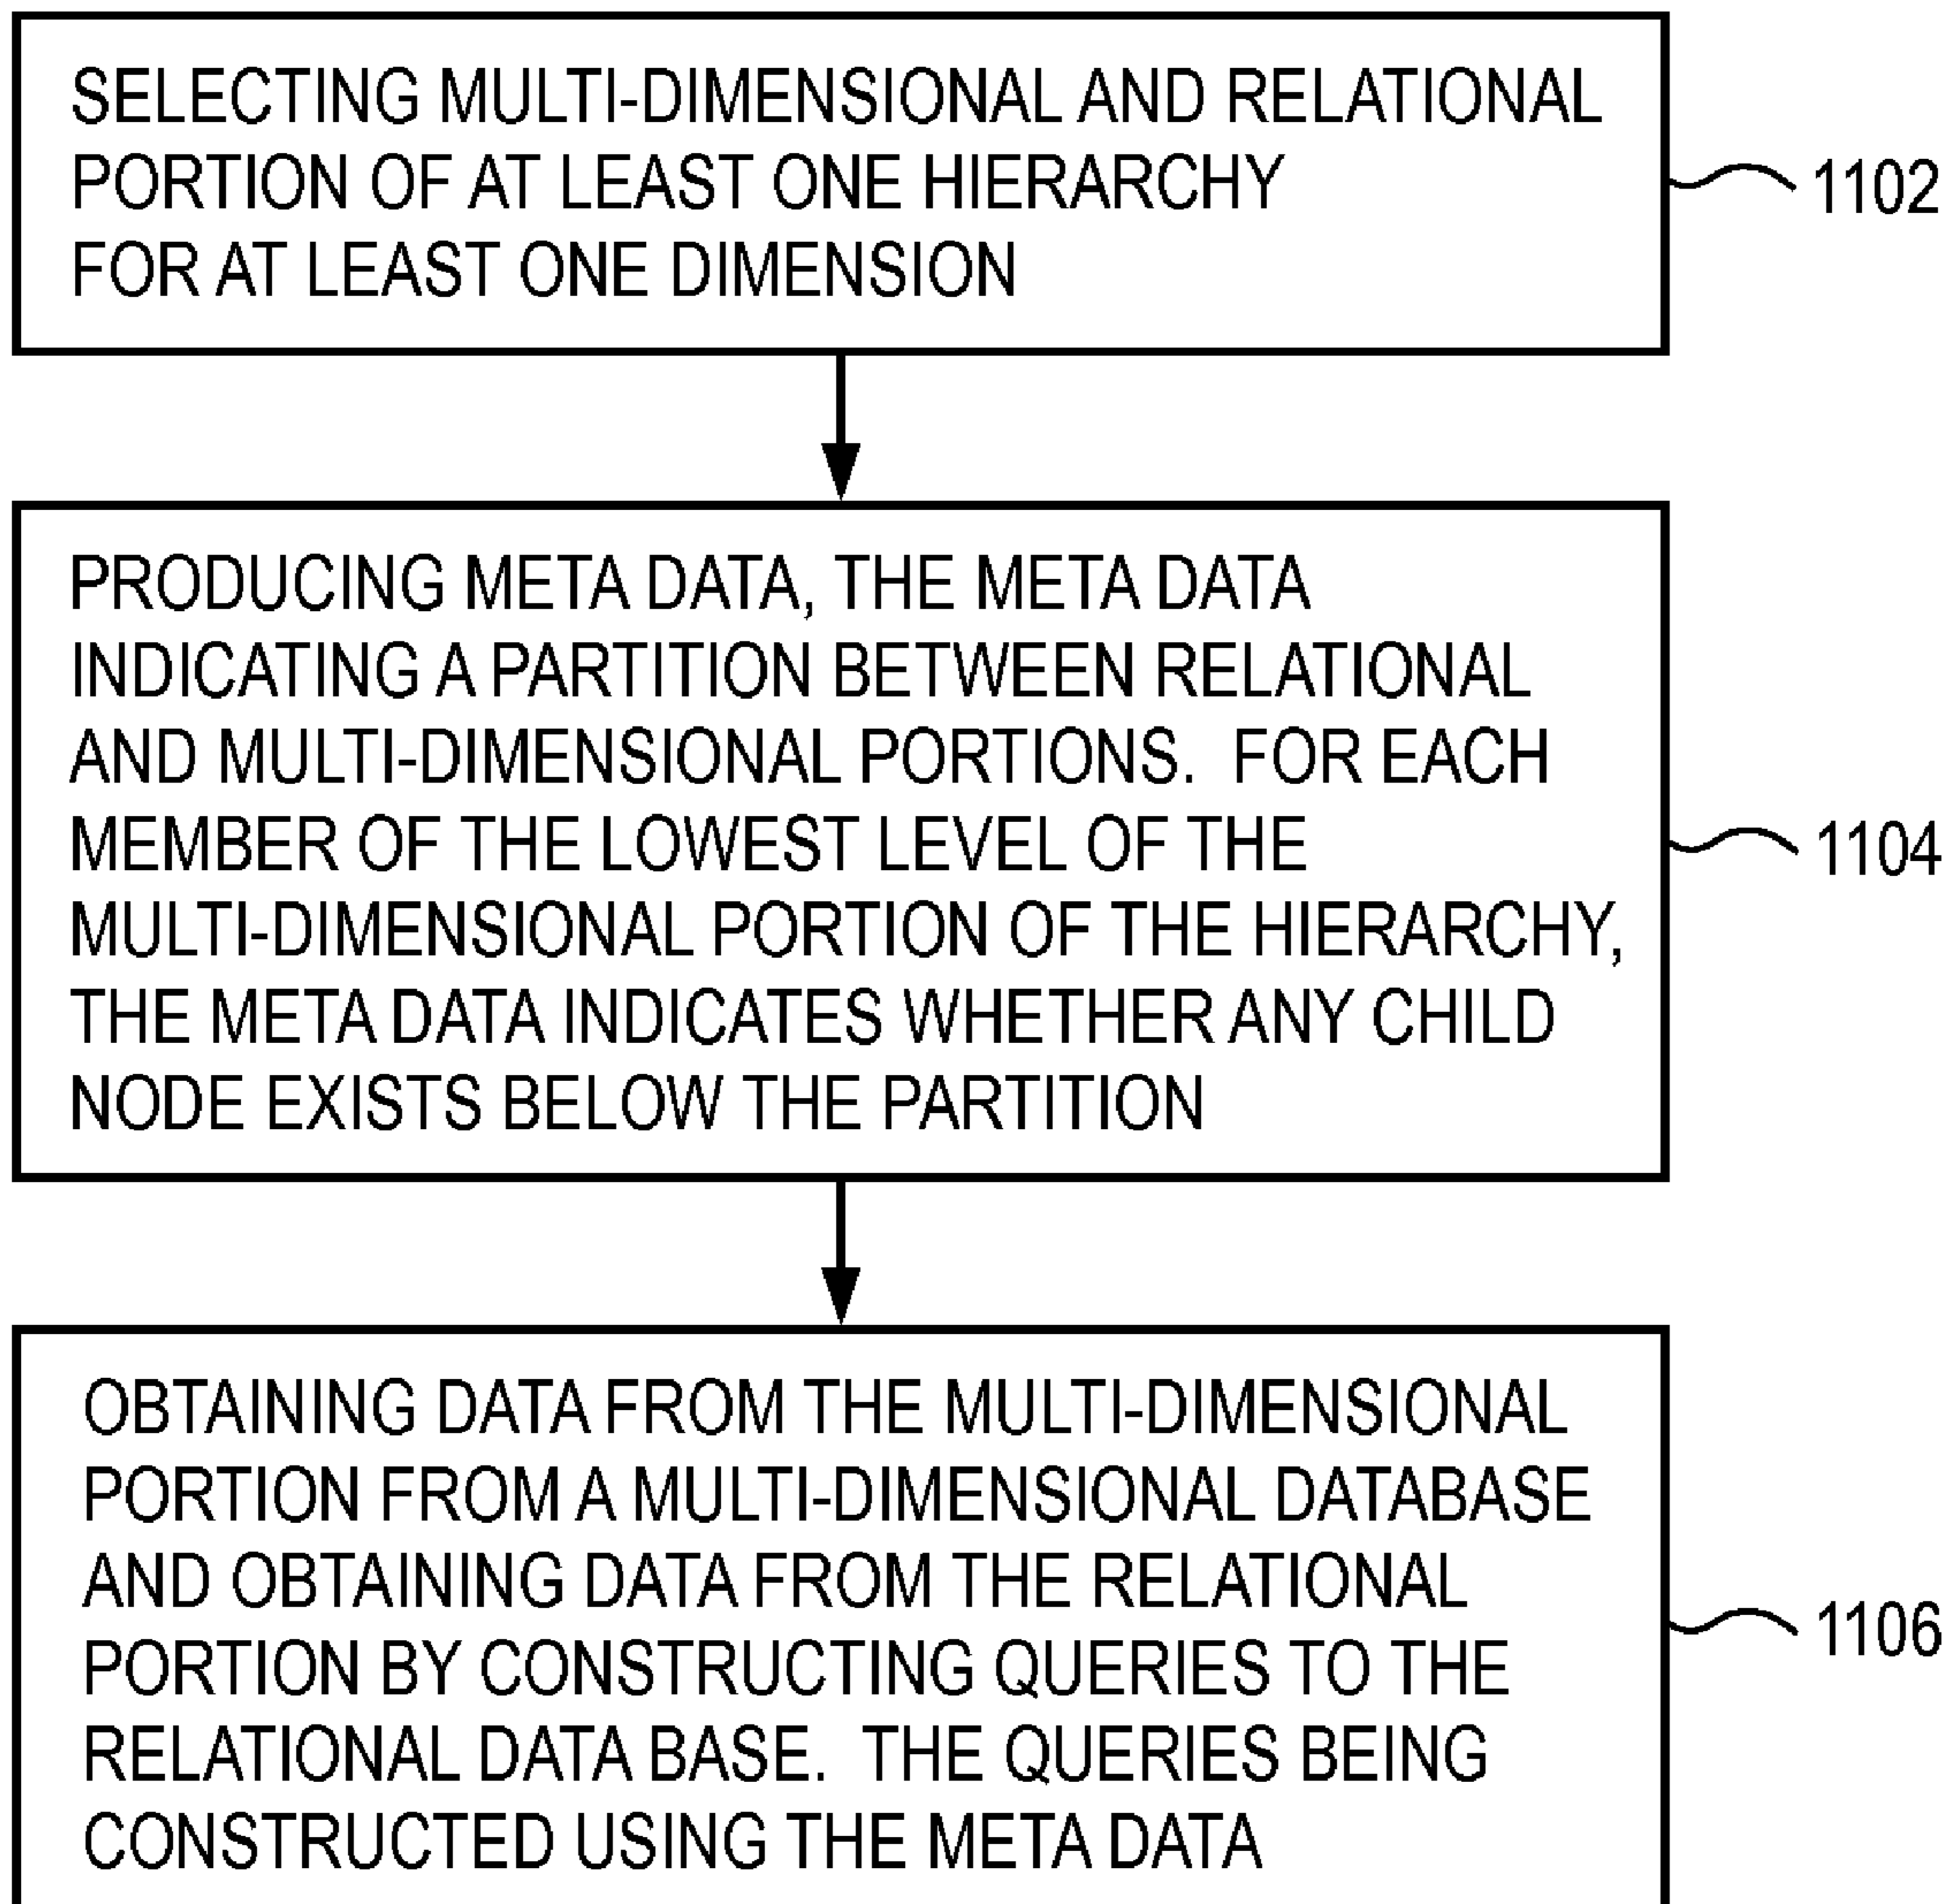 SELECTING MULTI-DIMENSIONAL AND RELATIONAL
PORTION OF AT LEAST ONE HIERARCHY
FOR AT LEAST ONE DIMENSION
1102
PRODUCING META DATA, THE META DATA
INDICATING A PARTITION BETWEEN RELATIONAL
AND MULTI-DIMENSIONAL PORTIONS. FOR EACH
MEMBER OF THE LOWEST LEVEL OF THE
MULTI-DIMENSIONAL PORTION OF THE HIERARCHY,
THE META DATA INDICATES WHETHER ANY CHILD
NODE EXISTS BELOW THE PARTITION
1104
OBTAINING DATA FROM THE MULTI-DIMENSIONAL
PORTION FROM A MULTI-DIMENSIONAL DATABASE
AND OBTAINING DATA FROM THE RELATIONAL
PORTION BY CONSTRUCTING QUERIES TO THE
RELATIONAL DATA BASE. THE QUERIES BEING
CONSTRUCTED USING THE META DATA
1106